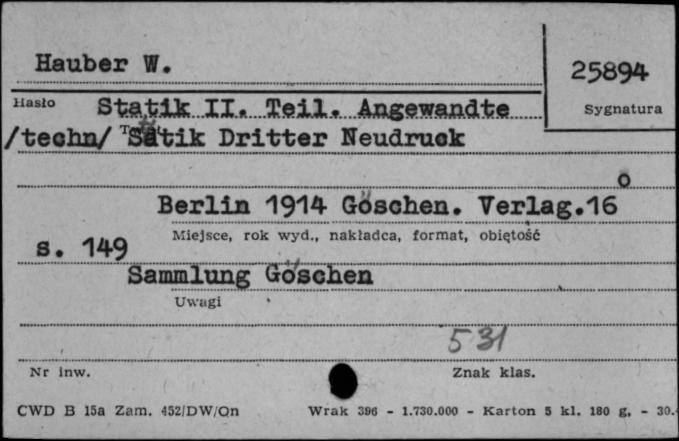 Hauber W.
25894
Hasło Statik II. Teil. Angewandte
Sygnatura
/techn/ Satik Dritter Neudruck
Berlin 1914 Göschen. Verlag.16°
Miejsce, rok wyd., nakładca, format, objętość
s. 149
Sammlung Göschen
Uwagi
531
Nr inw.
Znak klas.
CWD B 15a Zam. 452/DW/On
Wrak 396 - 1.730.000 - Karton 5 kl. 180 g. - 30.